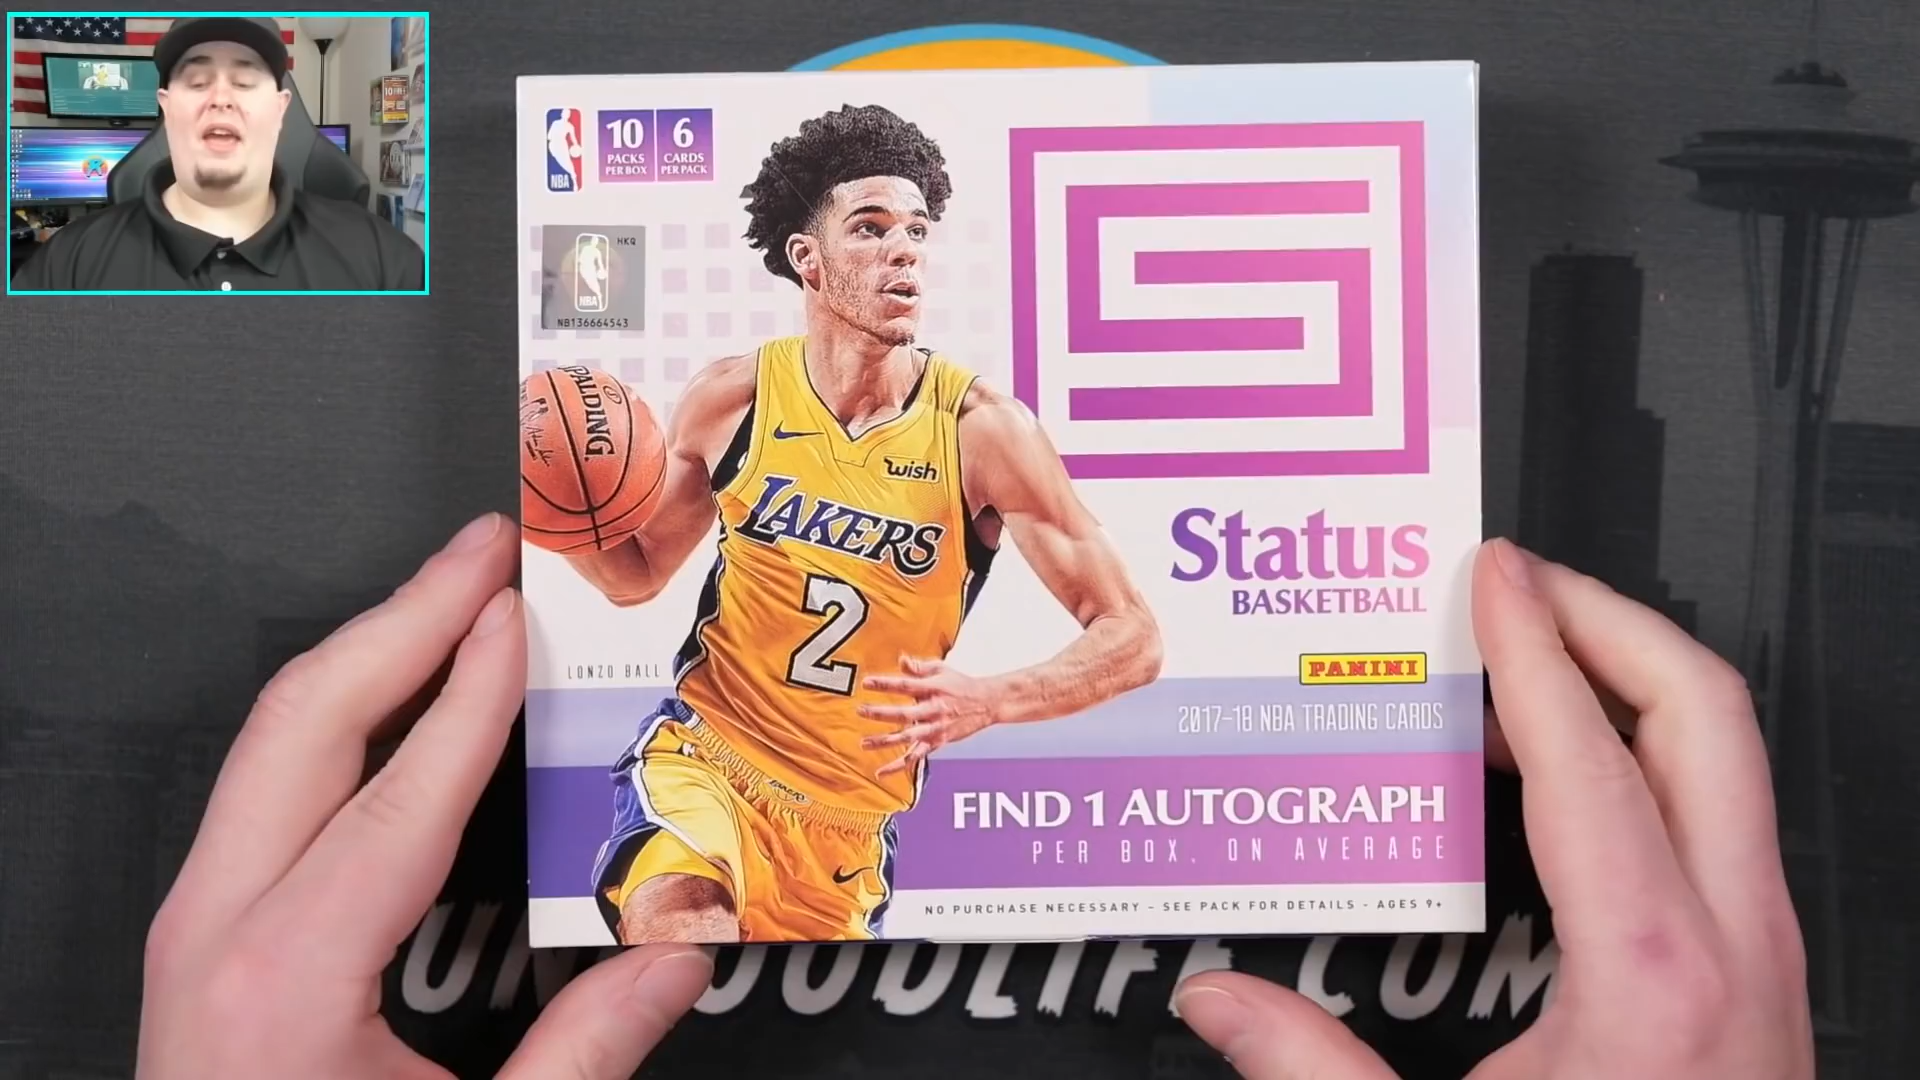 NBA
10
PACKS
PER BOX
6
CARDS
PER PACK
HKQ
NBA
NB136664543
SPALDING
wish
LAKERS
2
LONZO BALL
Status
BASKETBALL
PANINI
2017-18 NBA TRADING CARDS
FIND 1 AUTOGRAPH
PER BOX, ON AVERAGE
NO PURCHASE NECESSARY - SEE PACK FOR DETAILS - AGES 9+